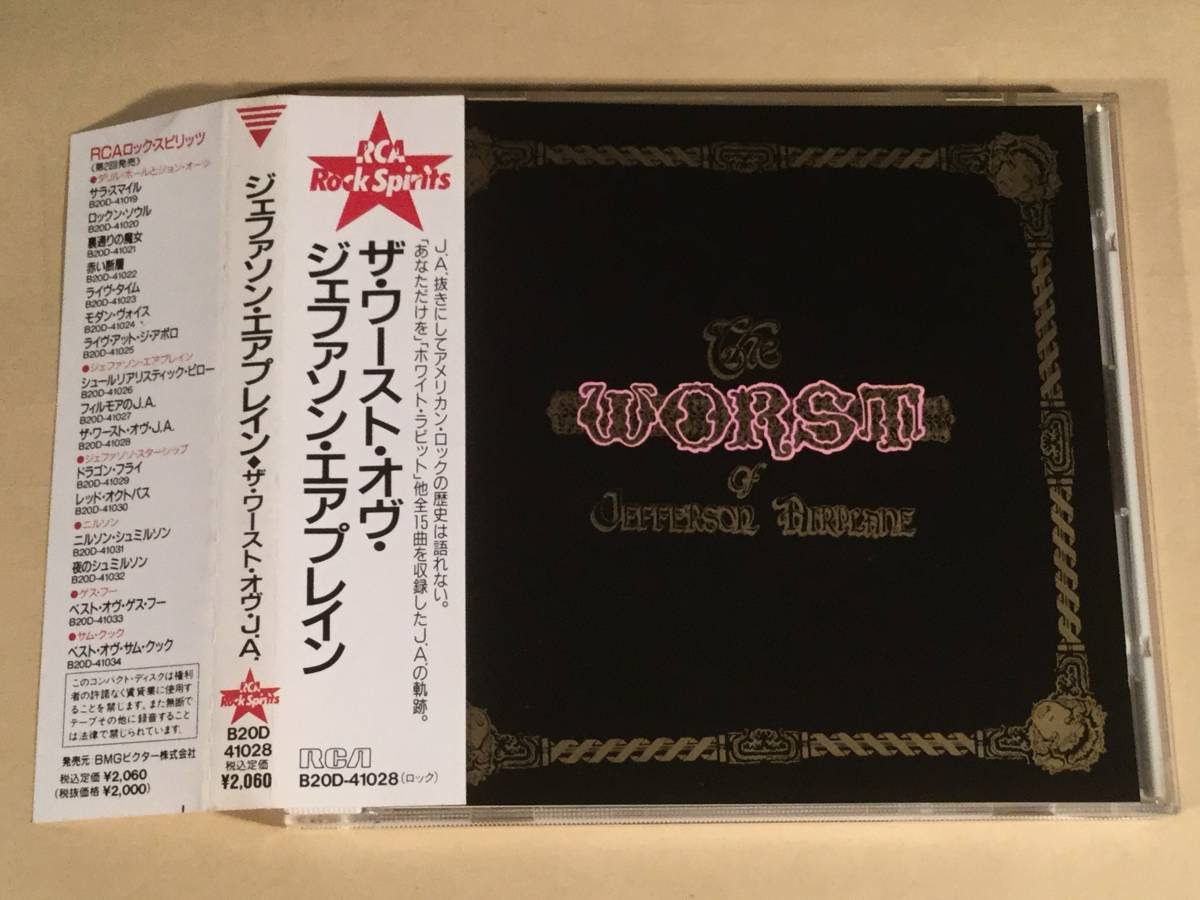 RCAロック・スピリッツ
《第2回発売》
●ダリル・ホールとジョン・オーツ
サラ・スマイル
B20D-41019
ロックン・ソウル
B20D-41020
裏通りの魔女
B20D-41021
赤い断層
B20D-41022
ライヴ・タイム
B20D-41023
モダン・ヴォイス
B20D-41024
ライヴ・アット・ジ・アポロ
B20D-41025
●ジェファソン・エアプレイン
シュールリアリスティック・ピロー
B20D-41026
フィルモアのJ.A.
B20D-41027
ザ・ワースト・オヴ・J.A.
B20D-41028
●ジェファソン・スターシップ
ドラゴン・フライ
B20D-41029
レッド・オクトパス
B20D-41030
●ニルソン
ニルソン・シュミルソン
B20D-41031
夜のシュミルソン
B20D-41032
●ゲス・フー
ベスト・オヴ・ゲス・フー
B20D-41033
●サム・クック
ベスト・オヴ・サム・クック
B20D-41034
このコンパクト・ディスクは権利
者の許諾なく賃貸業に使用す
ることを禁じます。また無断で
テープその他に録音すること
は法律で禁じられています。
発売元:BMGビクター株式会社
税込定価 ¥2,060
(税抜価格 ¥2,000)
ジェファソン・エアプレイン◆ザ・ワースト・オヴ・J.A.
RCA
Rock Spirits
B20D
41028
税込定価
¥2,060
RCA
Rock Spirits
J.A.抜きにしてアメリカン・ロックの歴史は語れない。
「あなただけを」「ホワイト・ラビット」他全15曲を収録したJ.A.の軌跡。
ザ・ワースト・オヴ・
ジェファソン・エアプレイン
RCA
B20D-41028(ロック)
The
WORST
of
JEFFERSON AIRPLANE